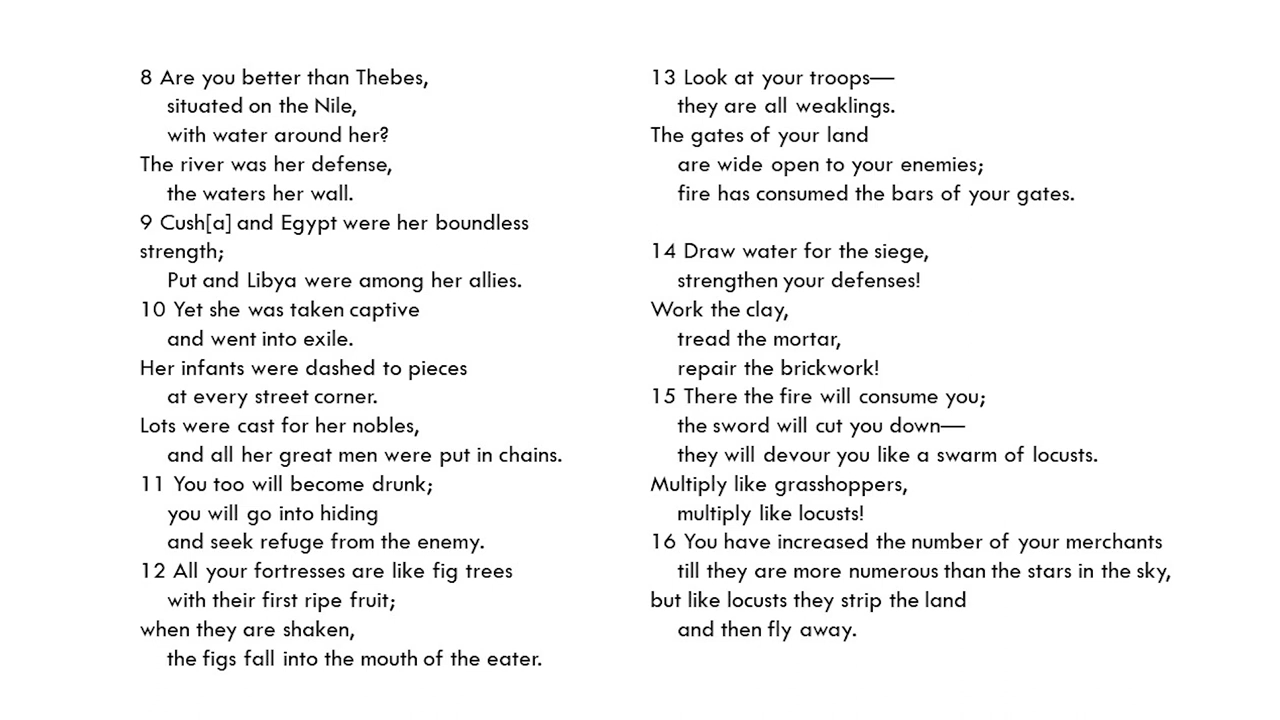 8 Are you better than Thebes,
situated on the Nile,
with water around her?
The river was her defense,
the waters her wall.
9 Cush[a] and Egypt were her boundless
strength;
Put and Libya were among her allies.
10 Yet she was taken captive
and went into exile.
Her infants were dashed to pieces
at every street corner.
Lots were cast for her nobles,
and all her great men were put in chains.
11 You too will become drunk;
you will go into hiding
and seek refuge from the enemy.
12 All your fortresses are like fig trees
with their first ripe fruit;
when they are shaken,
the figs fall into the mouth of the eater.
13 Look at your troops—
they are all weaklings.
The gates of your land
are wide open to your enemies;
fire has consumed the bars of your gates.
14 Draw water for the siege,
strengthen your defenses!
Work the clay,
tread the mortar,
repair the brickwork!
15 There the fire will consume you;
the sword will cut you down—
they will devour you like a swarm of locusts.
Multiply like grasshoppers,
multiply like locusts!
16 You have increased the number of your merchants
till they are more numerous than the stars in the sky,
but like locusts they strip the land
and then fly away.